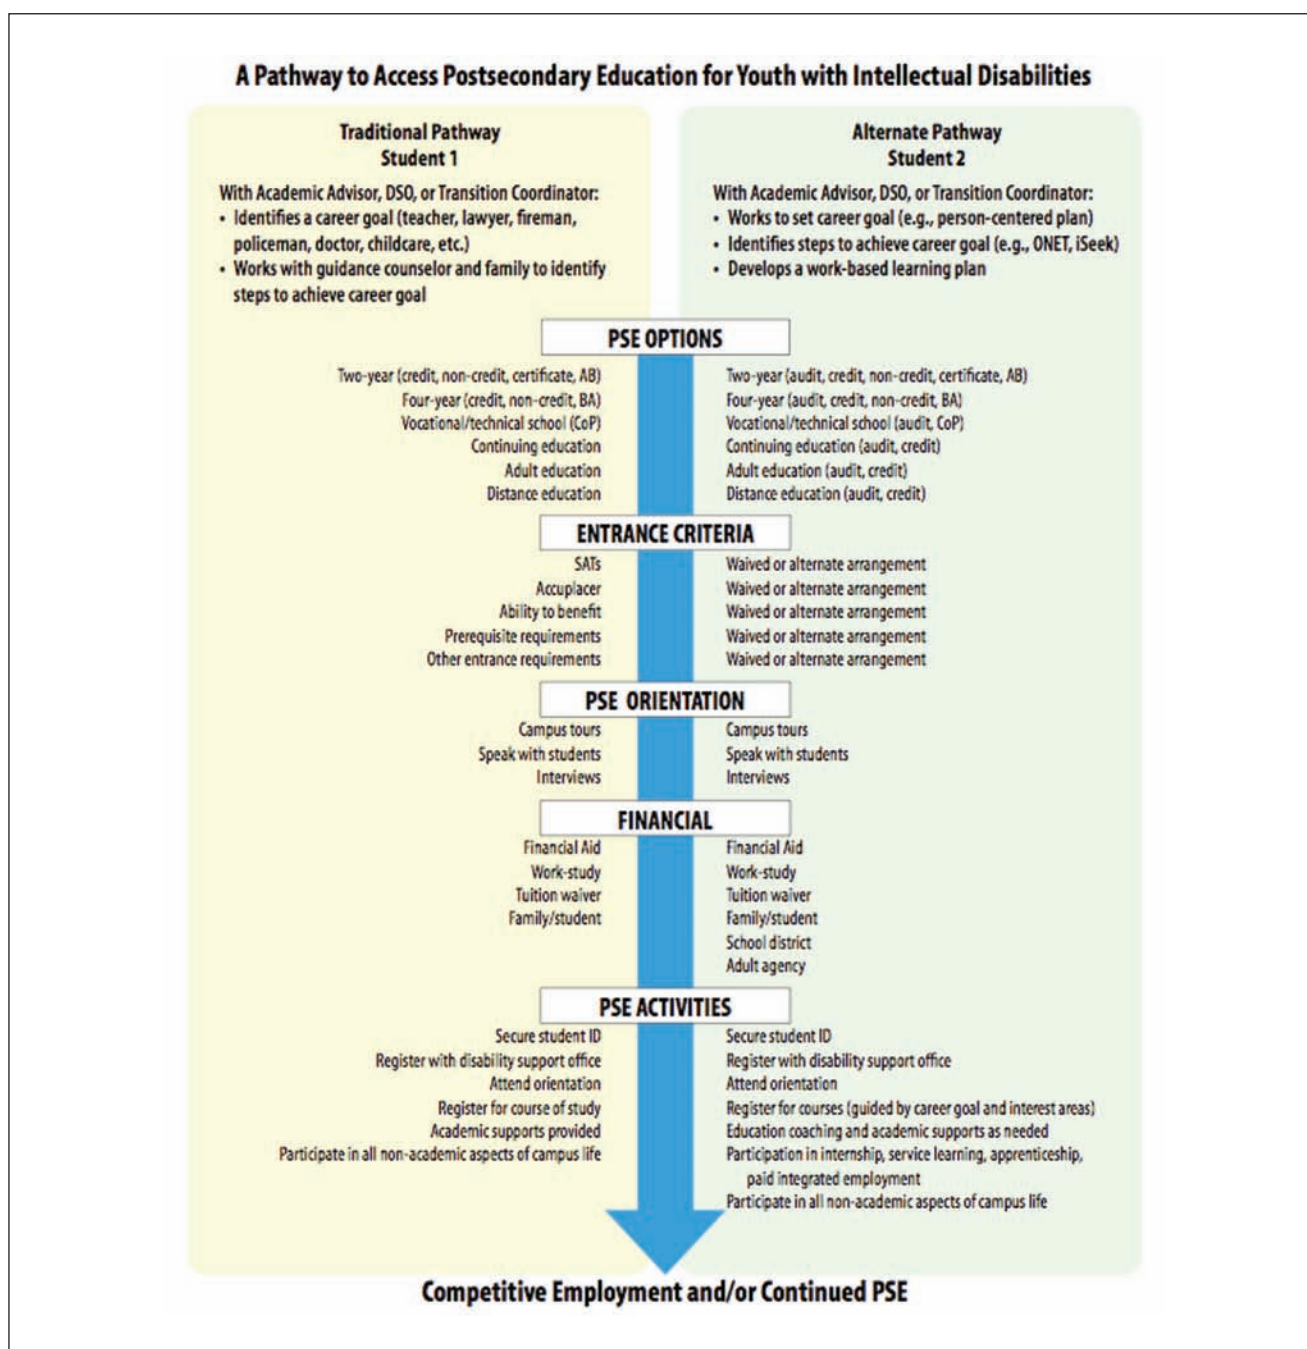 A Pathway to Access Postsecondary Education for Youth with Intellectual Disabilities
Traditional Pathway
Student 1
With Academic Advisor, DSO, or Transition Coordinator:
• Identifies a career goal (teacher, lawyer, fireman,
policeman, doctor, childcare, etc.)
• Works with guidance counselor and family to identify
steps to achieve career goal
Alternate Pathway
Student 2
With Academic Advisor, DSO, or Transition Coordinator:
• Works to set career goal (e.g., person-centered plan)
• Identifies steps to achieve career goal (e.g., ONET, iSeek)
• Develops a work-based learning plan
PSE OPTIONS
Two-year (credit, non-credit, certificate, AB)
Four-year (credit, non-credit, BA)
Vocational/technical school (CoP)
Continuing education
Adult education
Distance education
Two-year (audit, credit, non-credit, certificate, AB)
Four-year (audit, credit, non-credit, BA)
Vocational/technical school (audit, CoP)
Continuing education (audit, credit)
Adult education (audit, credit)
Distance education (audit, credit)
ENTRANCE CRITERIA
SATs
Accuplacer
Ability to benefit
Prerequisite requirements
Other entrance requirements
Waived or alternate arrangement
Waived or alternate arrangement
Waived or alternate arrangement
Waived or alternate arrangement
Waived or alternate arrangement
PSE ORIENTATION
Campus tours
Speak with students
Interviews
Campus tours
Speak with students
Interviews
FINANCIAL
Financial Aid
Work-study
Tuition waiver
Family/student
Financial Aid
Work-study
Tuition waiver
Family/student
School district
Adult agency
PSE ACTIVITIES
Secure student ID
Register with disability support office
Attend orientation
Register for course of study
Academic supports provided
Participate in all non-academic aspects of campus life
Secure student ID
Register with disability support office
Attend orientation
Register for courses (guided by career goal and interest areas)
Education coaching and academic supports as needed
Participation in internship, service learning, apprenticeship,
paid integrated employment
Participate in all non-academic aspects of campus life
Competitive Employment and/or Continued PSE